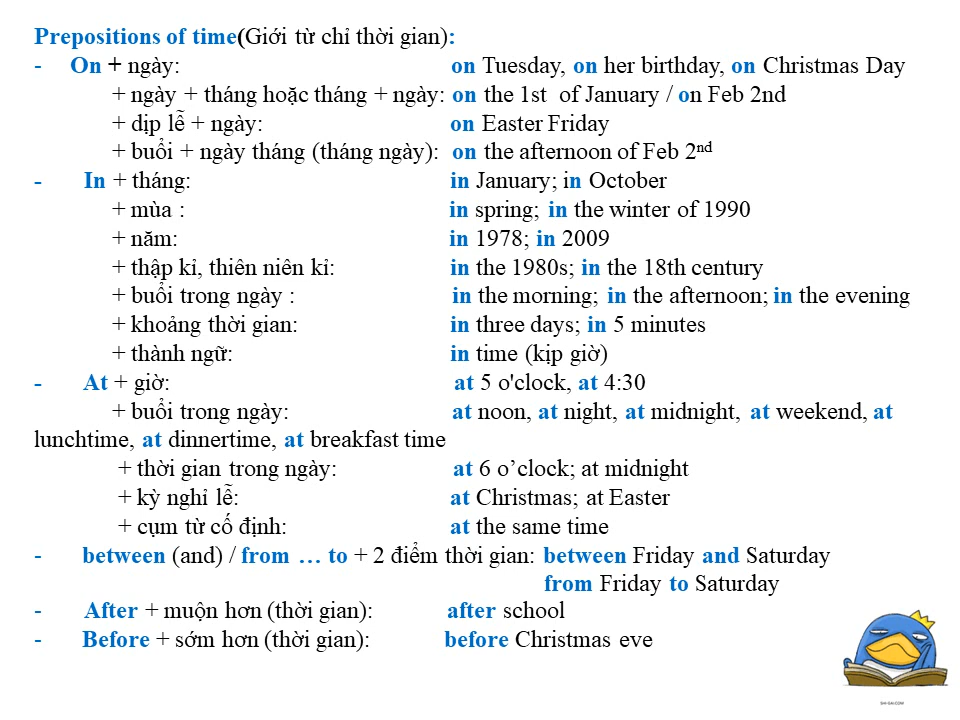 Prepositions of time(Giới từ chỉ thời gian):
- On + ngày: on Tuesday, on her birthday, on Christmas Day
+ ngày + tháng hoặc tháng + ngày: on the 1st of January / on Feb 2nd
+ dịp lễ + ngày: on Easter Friday
+ buổi + ngày tháng (tháng ngày): on the afternoon of Feb 2nd
- In + tháng: in January; in October
+ mùa : in spring; in the winter of 1990
+ năm: in 1978; in 2009
+ thập kỉ, thiên niên kỉ: in the 1980s; in the 18th century
+ buổi trong ngày : in the morning; in the afternoon; in the evening
+ khoảng thời gian: in three days; in 5 minutes
+ thành ngữ: in time (kịp giờ)
- At + giờ: at 5 o'clock, at 4:30
+ buổi trong ngày: at noon, at night, at midnight, at weekend, at
lunchtime, at dinnertime, at breakfast time
+ thời gian trong ngày: at 6 o’clock; at midnight
+ kỳ nghỉ lễ: at Christmas; at Easter
+ cụm từ cố định: at the same time
- between (and) / from … to + 2 điểm thời gian: between Friday and Saturday
from Friday to Saturday
- After + muộn hơn (thời gian): after school
- Before + sớm hơn (thời gian): before Christmas eve